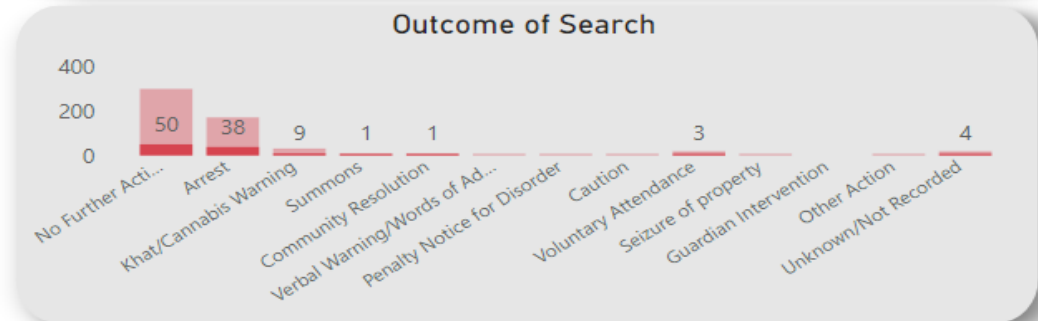 Outcome of Search
400
200
0
50
38
9
1
1
3
4
No Further Acti...
Arrest
Khat/Cannabis Warning
Summons
Community Resolution
Verbal Warning/Words of Ad...
Penalty Notice for Disorder
Caution
Voluntary Attendance
Seizure of property
Guardian Intervention
Other Action
Unknown/Not Recorded